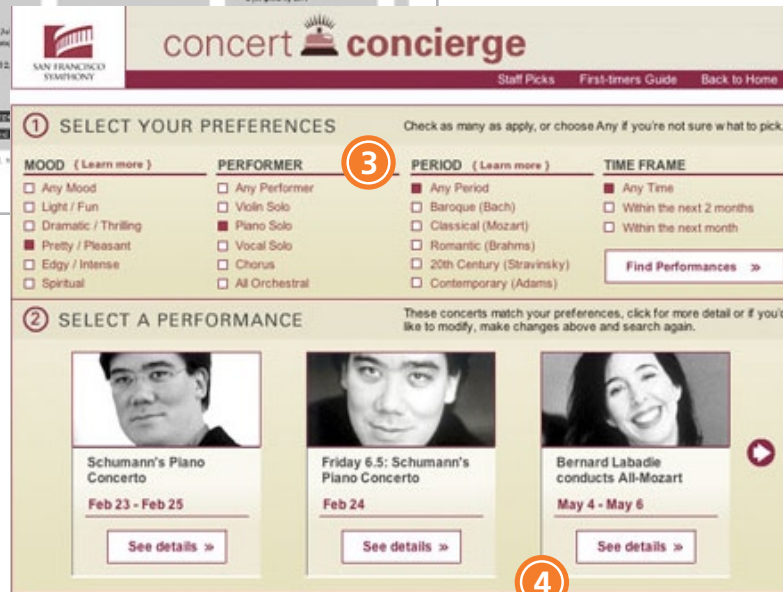 SAN FRANCISCO
SYMPHONY
concert concierge
Staff Picks First-timers Guide Back to Home
1 SELECT YOUR PREFERENCES
Check as many as apply, or choose Any if you're not sure what to pick.
3
MOOD ( Learn more )
Any Mood
Light / Fun
Dramatic / Thrilling
Pretty / Pleasant
Edgy / Intense
Spiritual
PERFORMER
Any Performer
Violin Solo
Piano Solo
Vocal Solo
Chorus
All Orchestral
PERIOD ( Learn more )
Any Period
Baroque (Bach)
Classical (Mozart)
Romantic (Brahms)
20th Century (Stravinsky)
Contemporary (Adams)
TIME FRAME
Any Time
Within the next 2 months
Within the next month
Find Performances »
2 SELECT A PERFORMANCE
These concerts match your preferences, click for more detail or if you'd
like to modify, make changes above and search again.
Schumann's Piano
Concerto
Feb 23 - Feb 25
See details »
Friday 6.5: Schumann's
Piano Concerto
Feb 24
See details »
Bernard Labadie
conducts All-Mozart
May 4 - May 6
See details »
4